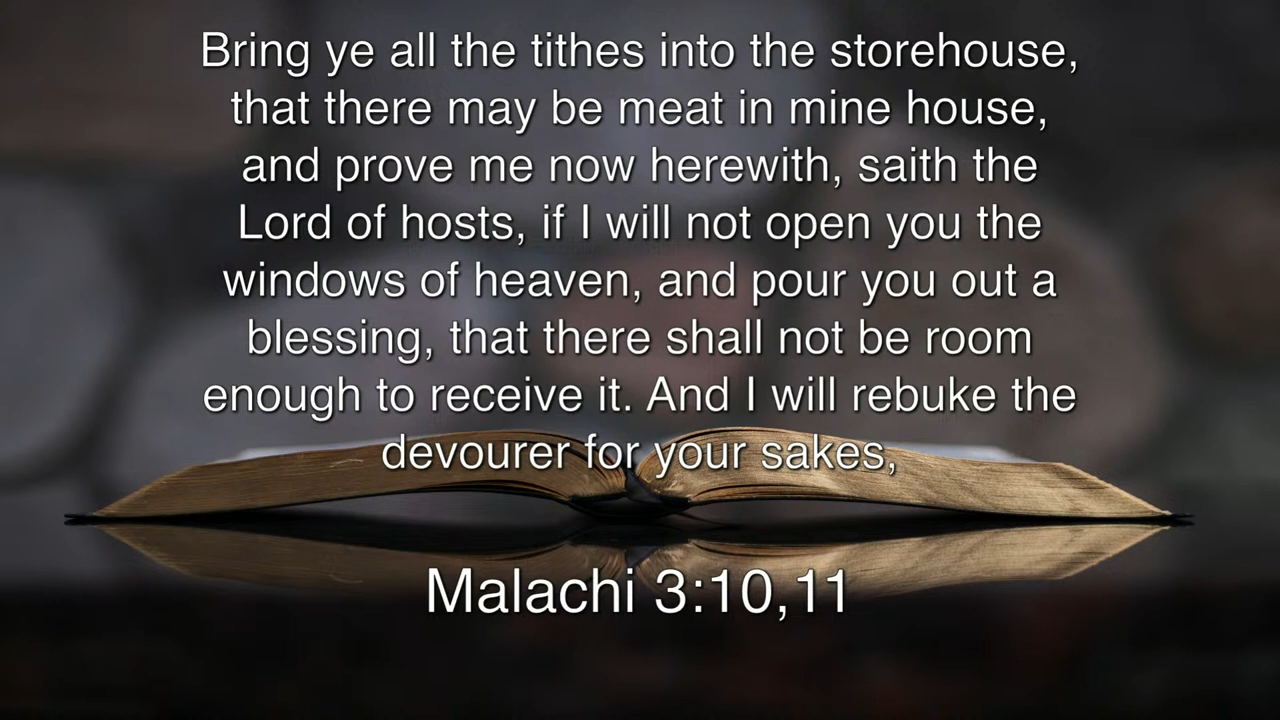 Bring ye all the tithes into the storehouse,
that there may be meat in mine house,
and prove me now herewith, saith the
Lord of hosts, if I will not open you the
windows of heaven, and pour you out a
blessing, that there shall not be room
enough to receive it. And I will rebuke the
devourer for your sakes,
Malachi 3:10,11